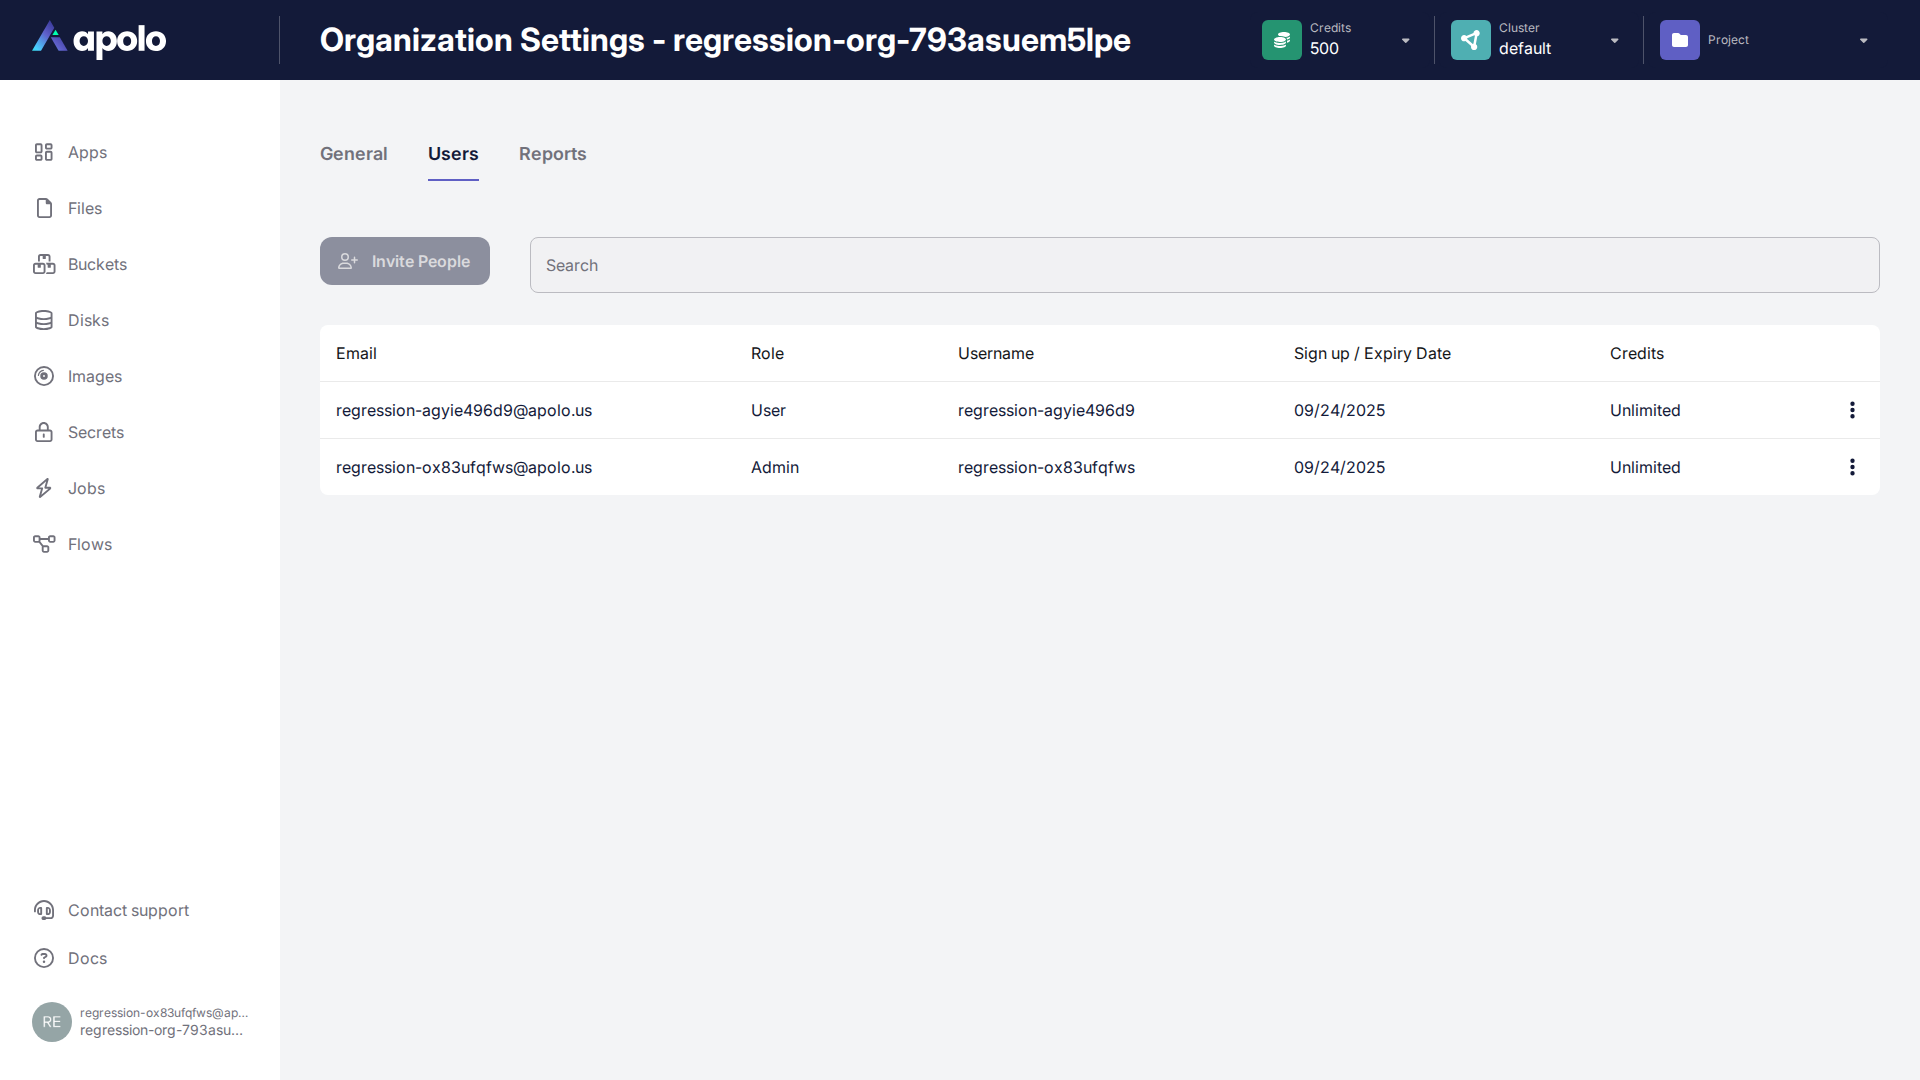 apolo
Organization Settings - regression-org-793asuem5lpe
Credits
500
Cluster
default
Project
Apps
Files
Buckets
Disks
Images
Secrets
Jobs
Flows
Contact support
Docs
RE
regression-ox83ufqfws@ap...
regression-org-793asu...
General Users Reports
Invite People
Search
Email Role Username Sign up / Expiry Date Credits
regression-agyie496d9@apolo.us User regression-agyie496d9 09/24/2025 Unlimited
regression-ox83ufqfws@apolo.us Admin regression-ox83ufqfws 09/24/2025 Unlimited